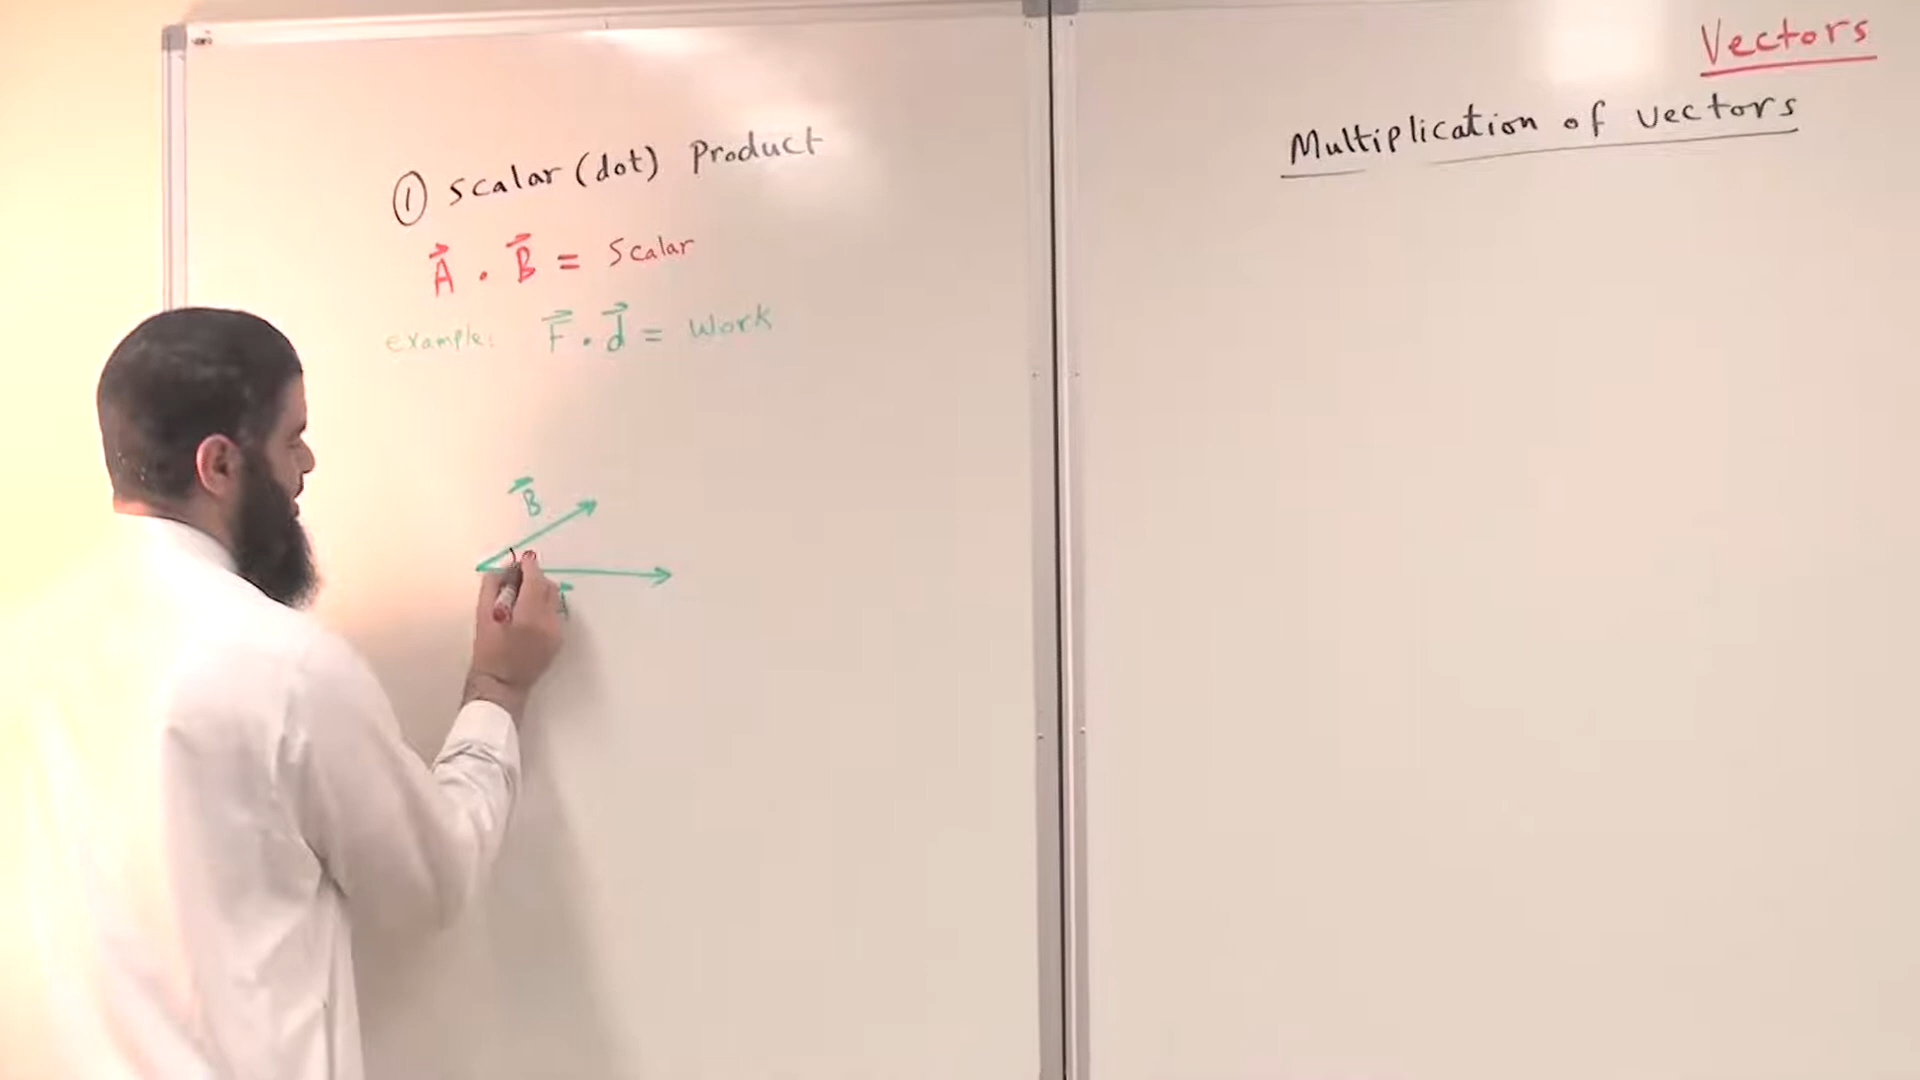 Vectors
Multiplication of vectors
① Scalar (dot) Product
A⃗ . B⃗ = Scalar
example: F⃗ . d⃗ = Work
B⃗
A⃗